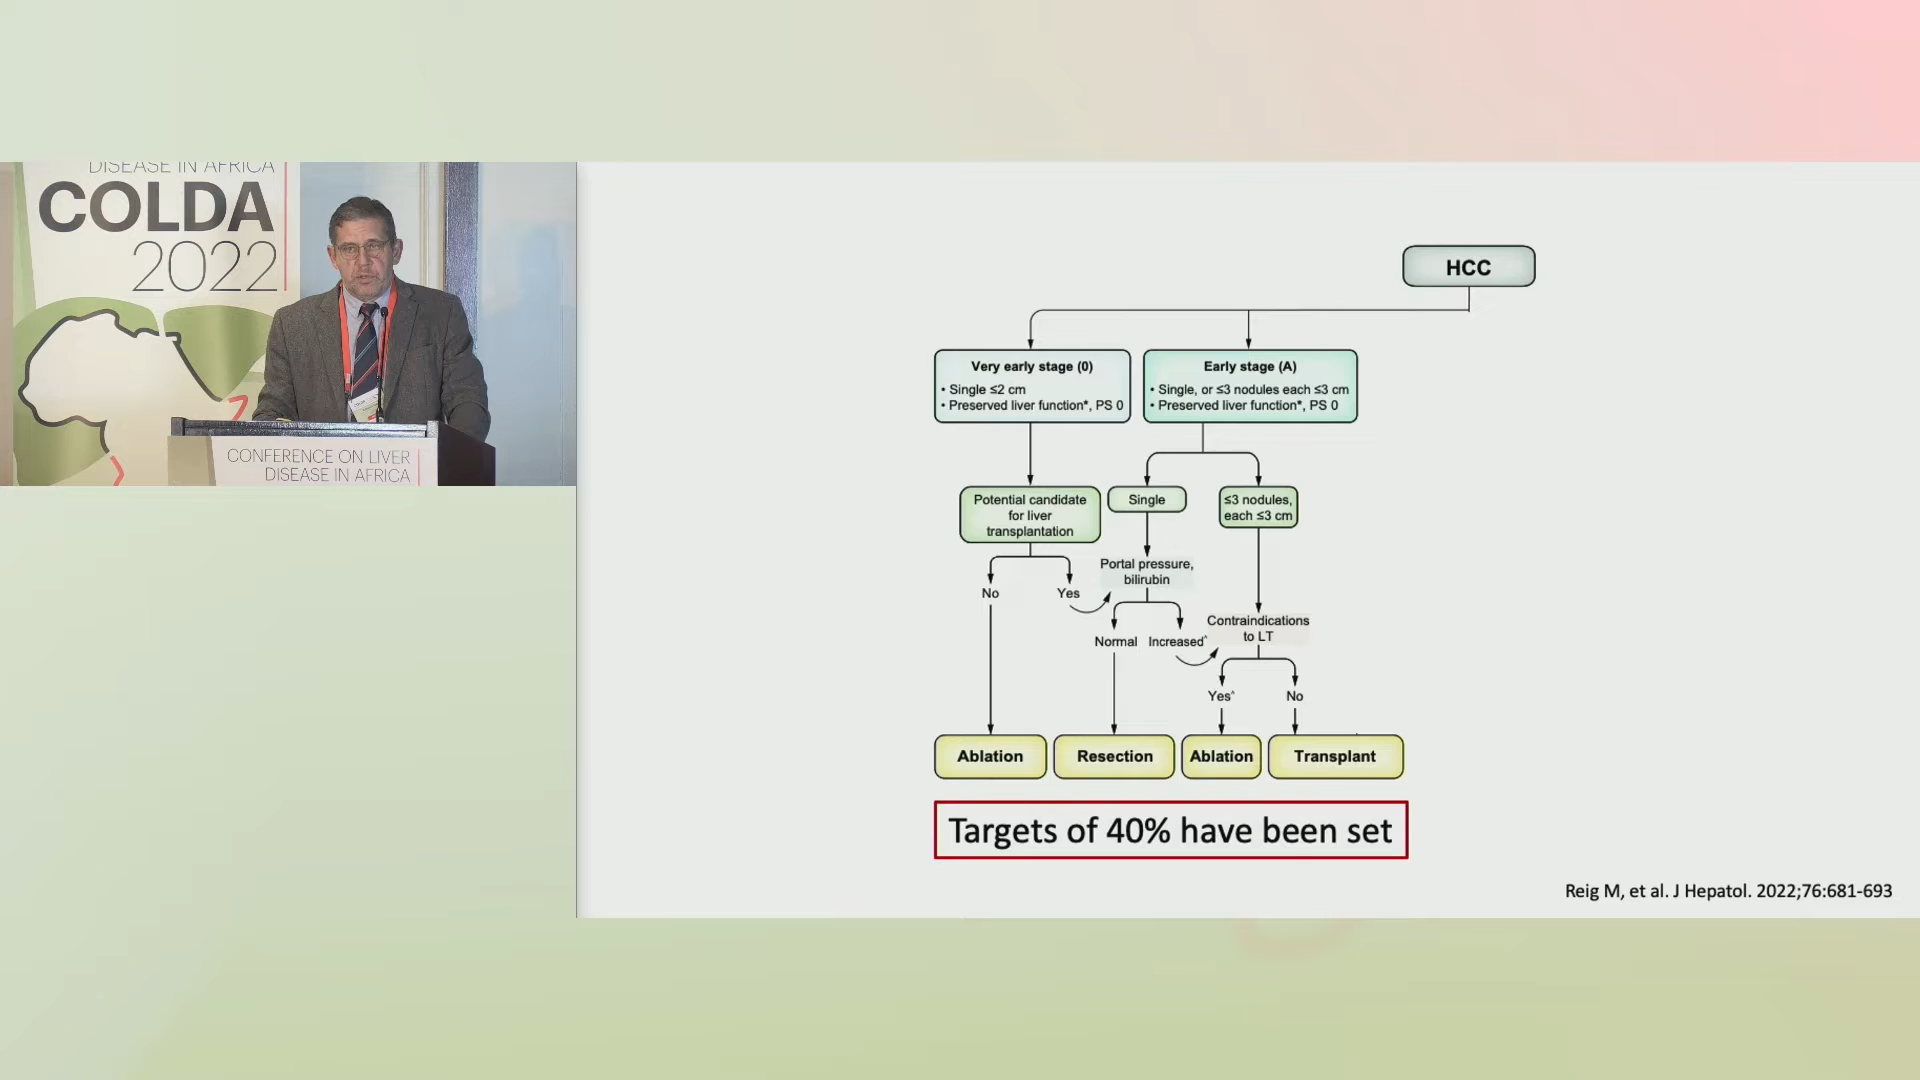 DISEASE IN AFRICA
COLDA
2022
CONFERENCE ON LIVER
DISEASE IN AFRICA
HCC
Very early stage (0)
• Single ≤2 cm
• Preserved liver function*, PS 0
Early stage (A)
• Single, or ≤3 nodules each ≤3 cm
• Preserved liver function*, PS 0
Potential candidate
for liver
transplantation
Single
≤3 nodules,
each ≤3 cm
Portal pressure,
bilirubin
No
Yes
Contraindications
to LT
Normal
Increased^
Yes^
No
Ablation
Resection
Ablation
Transplant
Targets of 40% have been set
Reig M, et al. J Hepatol. 2022;76:681-693